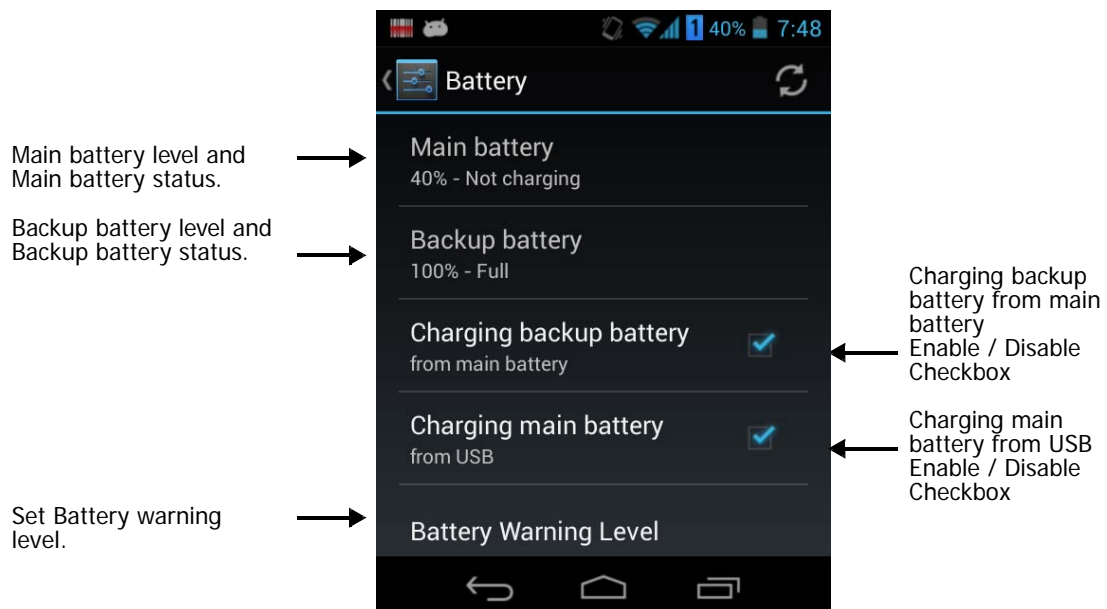 1 40% 7:48
Battery
Main battery level and
Main battery status.
Main battery
40% - Not charging
Backup battery level and
Backup battery status.
Backup battery
100% - Full
Charging backup battery
from main battery
Charging backup
battery from main
battery
Enable / Disable
Checkbox
Charging main battery
from USB
Charging main
battery from USB
Enable / Disable
Checkbox
Set Battery warning
level.
Battery Warning Level